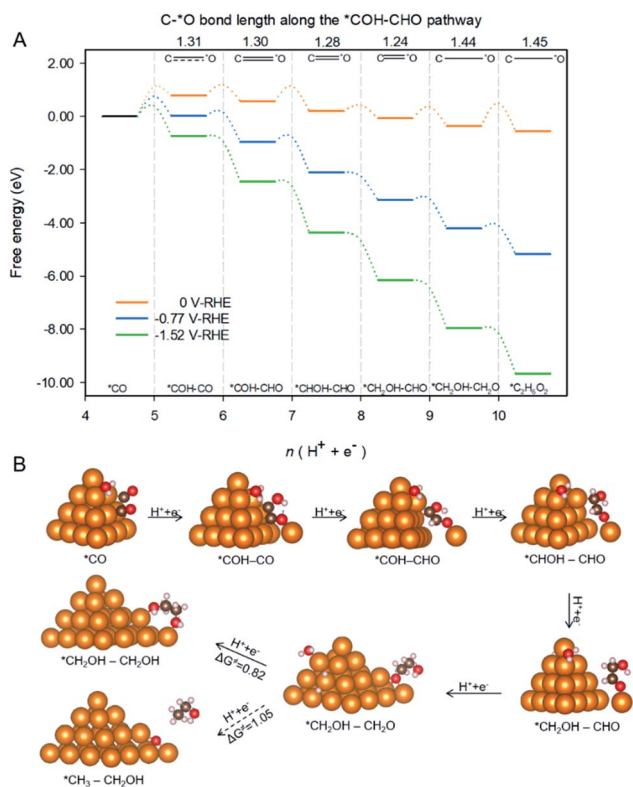 C-*O bond length along the *COH-CHO pathway
A
1.31 1.30 1.28 1.24 1.44 1.45
C *O C *O C *O C *O C *O C *O
2.00
0.00
-2.00
-4.00
-6.00
-8.00
-10.00
Free energy (eV)
0 V-RHE
-0.77 V-RHE
-1.52 V-RHE
*CO *COH-CO *COH-CHO *CHOH-CHO *CH₂OH-CHO *CH₂OH-CH₂O *C₂H₆O₂
4 5 6 7 8 9 10
n ( H⁺ + e⁻ )
B
H⁺+e⁻ H⁺+e⁻ H⁺+e⁻
*CO *COH–CO *COH–CHO *CHOH – CHO
H⁺+e⁻
*CH₂OH – CH₂OH
H⁺+e⁻
ΔG≠=0.82
H⁺+e⁻
*CH₂OH – CH₂O
*CH₂OH – CHO
H⁺+e⁻
ΔG≠=1.05
*CH₃ – CH₂OH